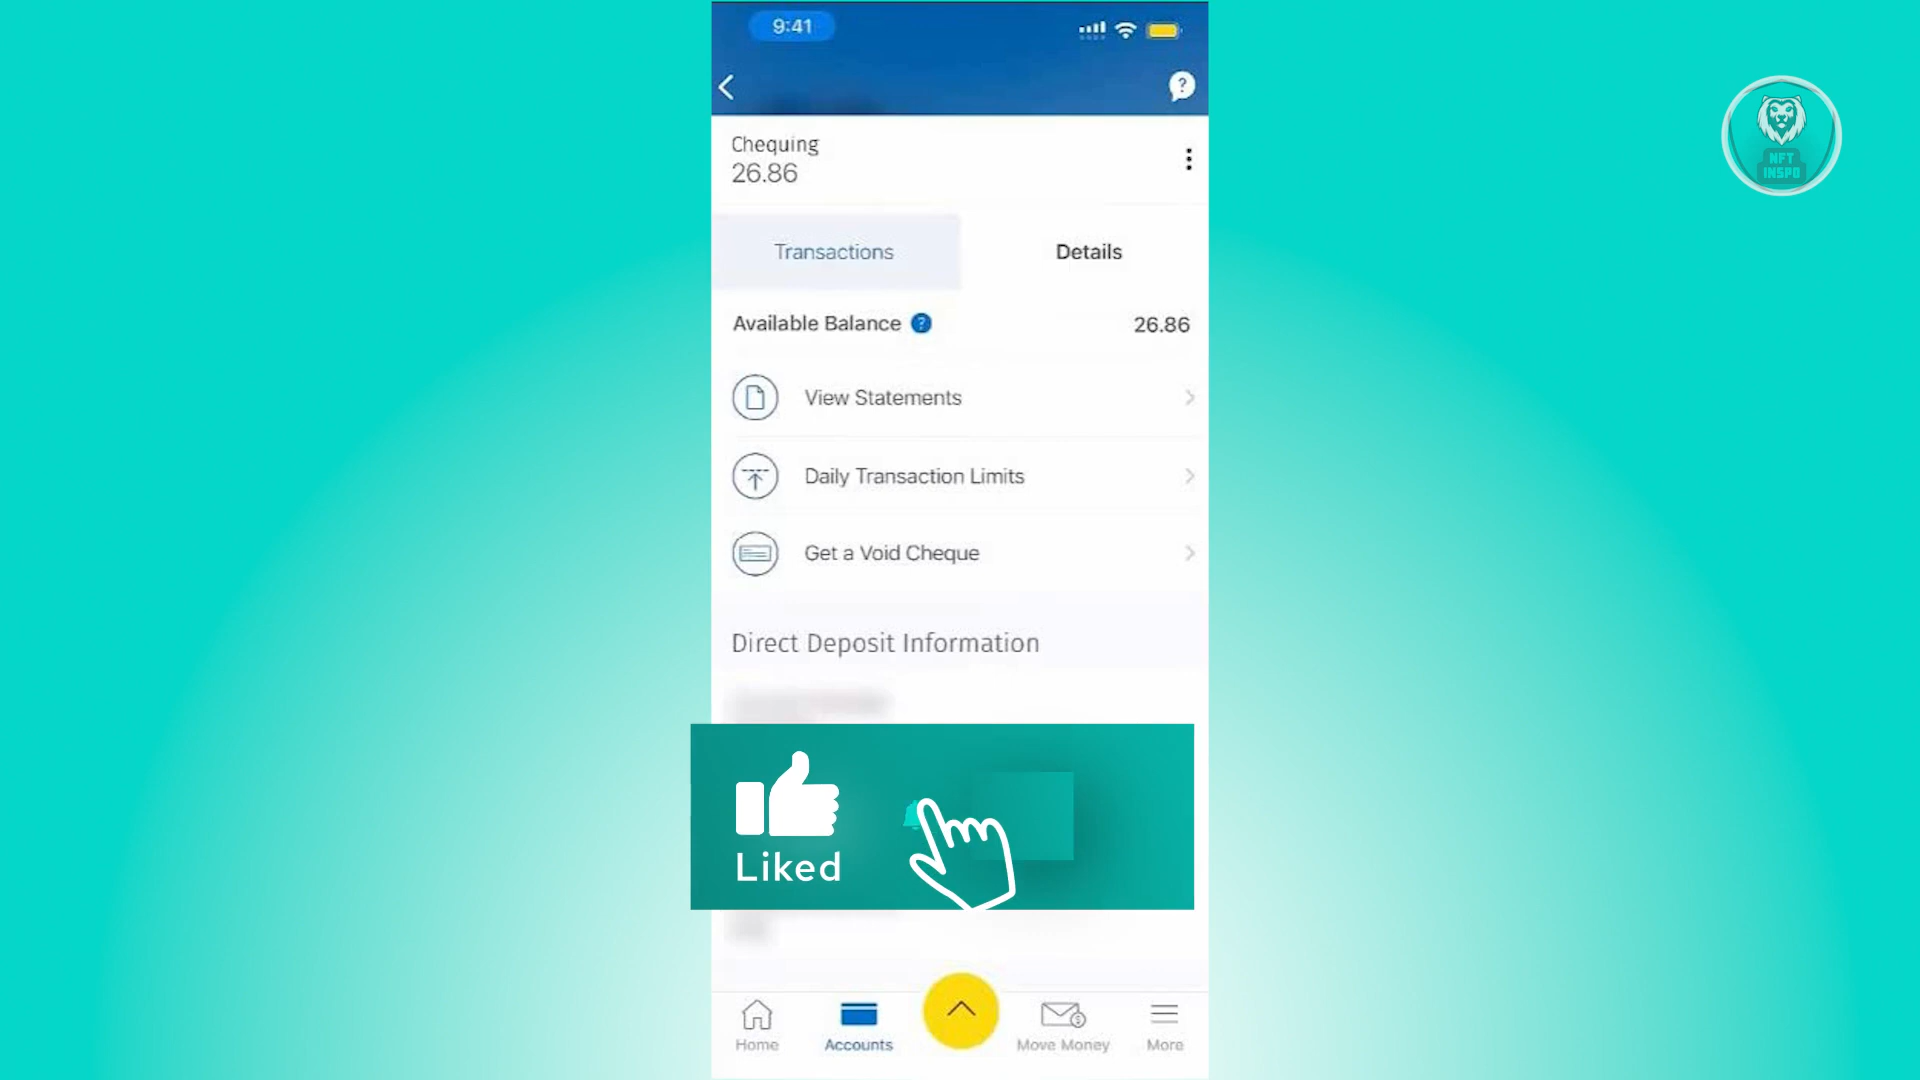 9:41
?
NFT
INSPO
Chequing
26.86
Transactions
Details
Available Balance ?
26.86
View Statements
Daily Transaction Limits
Get a Void Cheque
Direct Deposit Information
Liked
Home
Accounts
Move Money
More